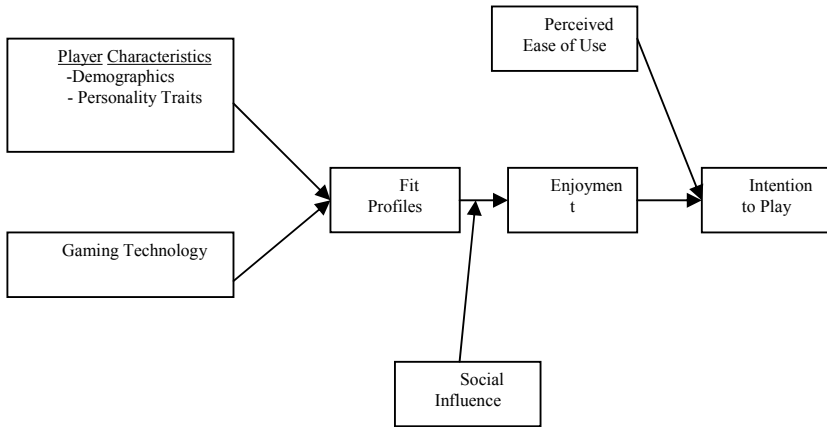 Perceived
Ease of Use
Player Characteristics
-Demographics
- Personality Traits
Fit
Profiles
Enjoymen
t
Intention
to Play
Gaming Technology
Social
Influence